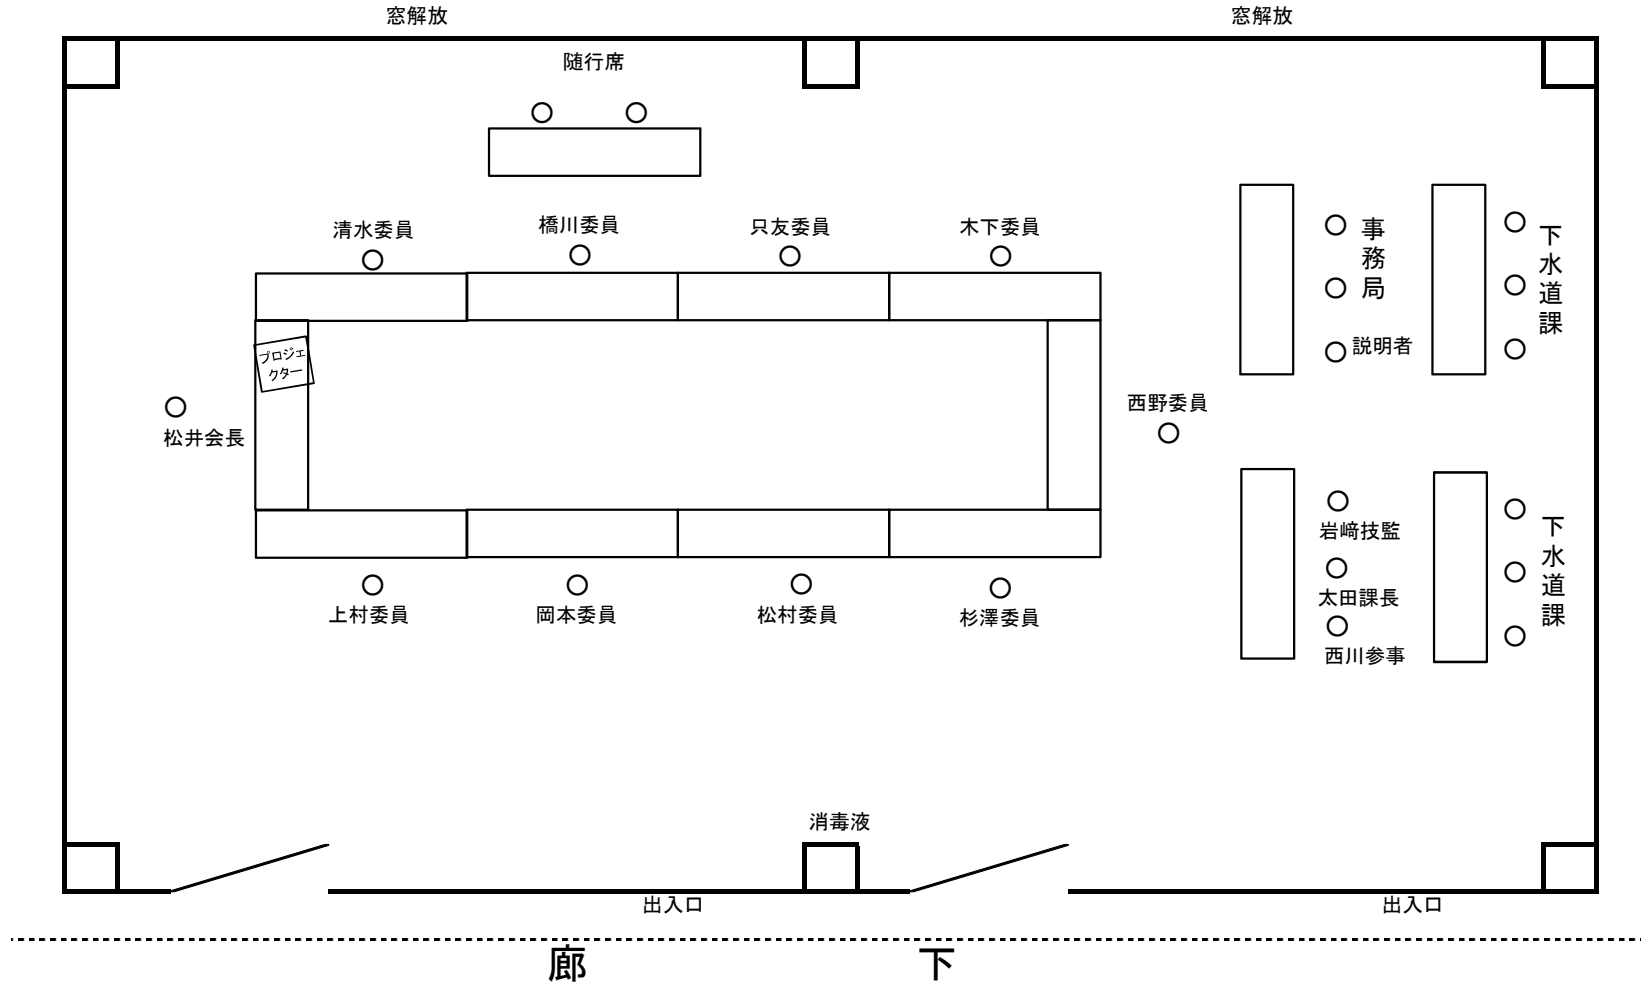 窓解放
窓解放
随行席
清水委員
橋川委員
只友委員
木下委員
事務局
説明者
下水道課
プロジェ
クター
松井会長
西野委員
岩﨑技監
太田課長
西川参事
下水道課
上村委員
岡本委員
松村委員
杉澤委員
消毒液
出入口
出入口
廊下